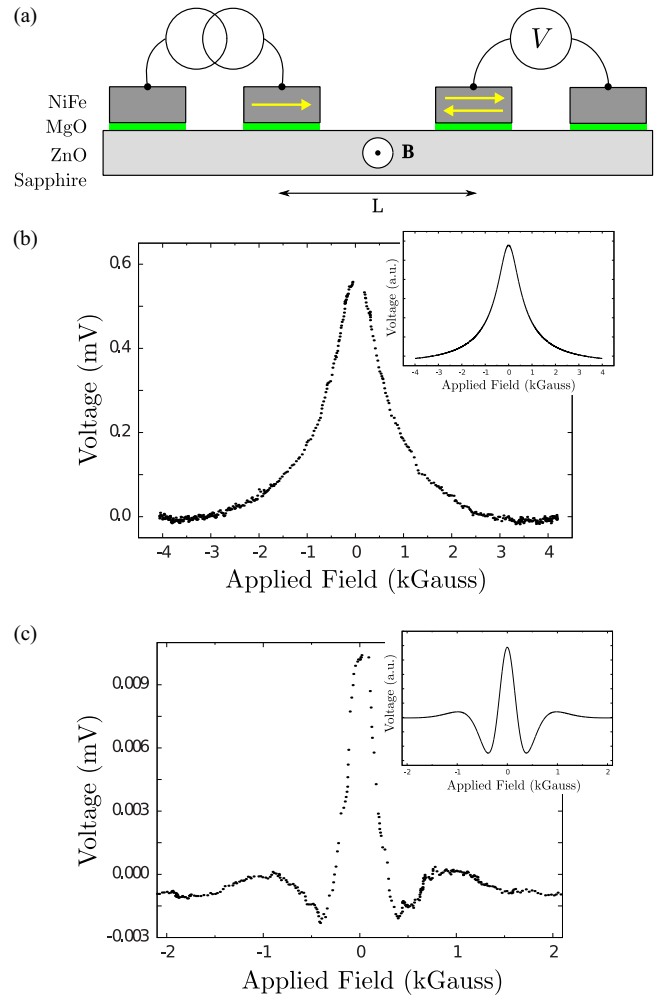 (a)
V
NiFe
MgO
ZnO
B
Sapphire
L
(b)
Voltage (mV)
0.6
0.4
0.2
0.0
-4 -3 -2 -1 0 1 2 3 4
Applied Field (kGauss)
Voltage (a.u.)
-4 -3 -2 -1 0 1 2 3 4
Applied Field (kGauss)
(c)
Voltage (mV)
0.009
0.006
0.003
0.000
-0.003
-2 -1 0 1 2
Applied Field (kGauss)
Voltage (a.u.)
-2 -1 0 1 2
Applied Field (kGauss)